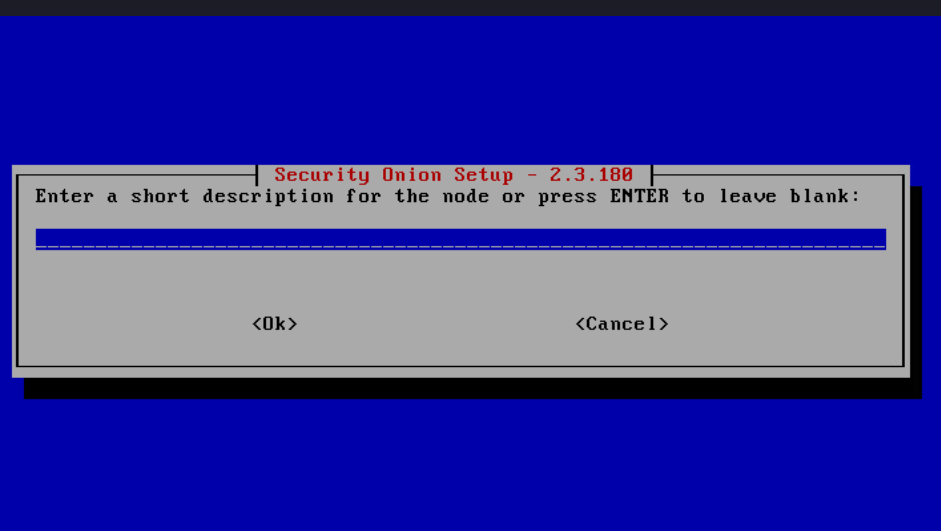 Security Onion Setup - 2.3.180
Enter a short description for the node or press ENTER to leave blank:
<Ok> <Cancel>